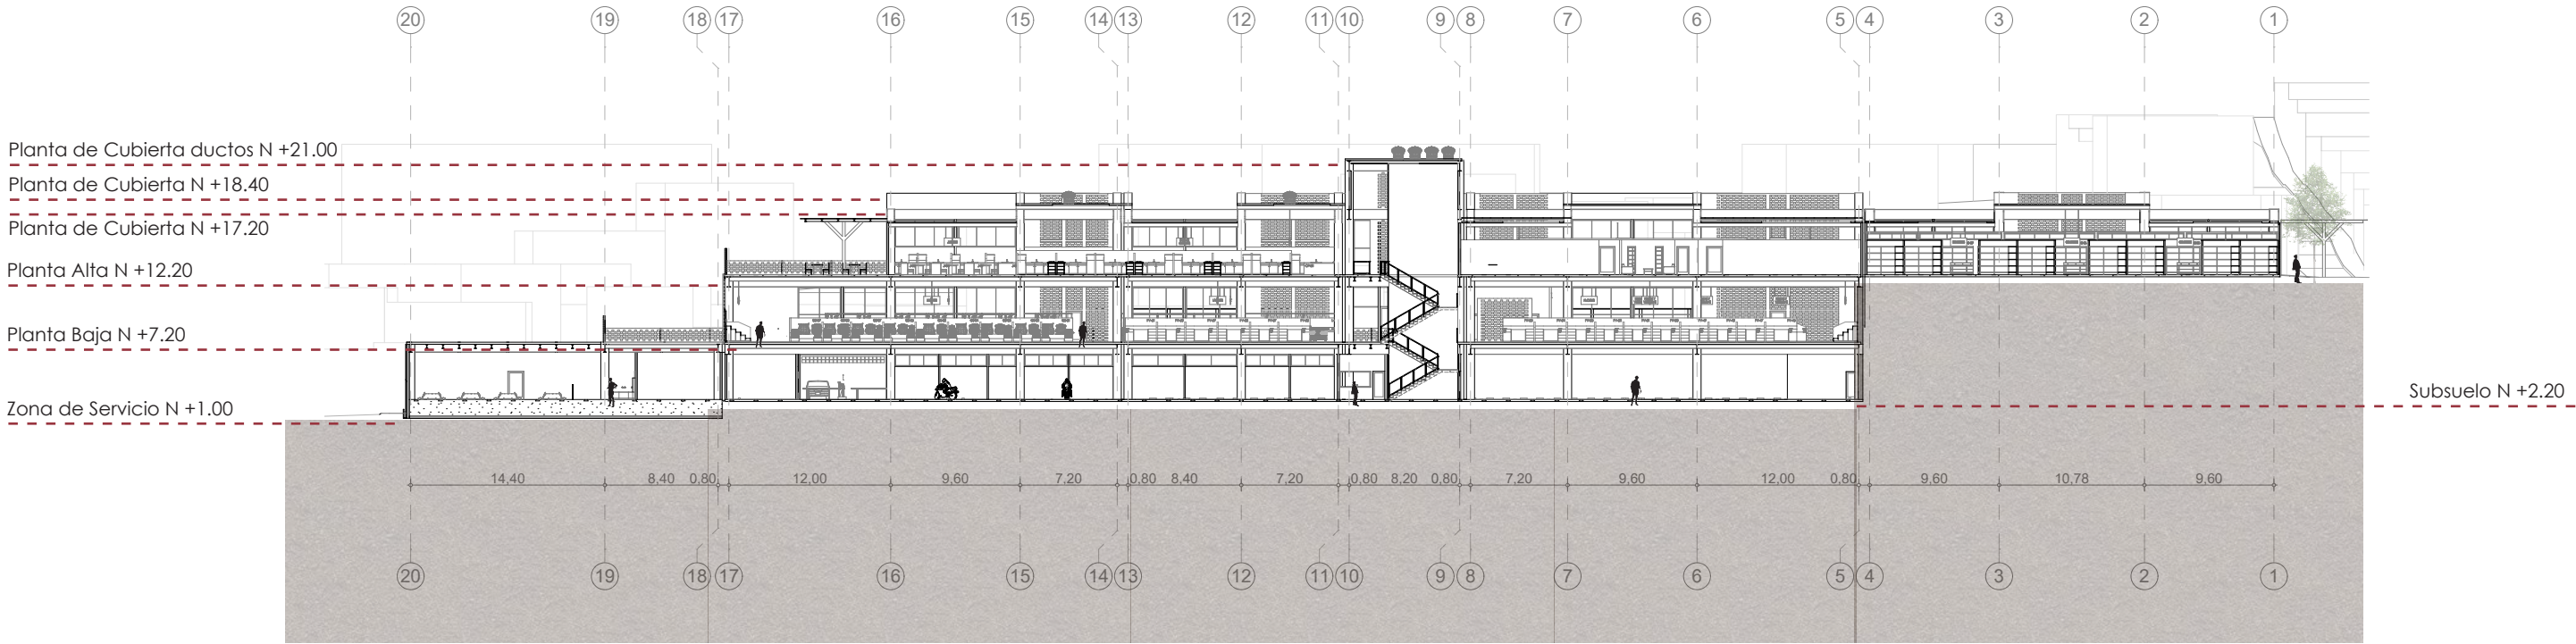 20 19 18 17 16 15 14 13 12 11 10 9 8 7 6 5 4 3 2 1
Planta de Cubierta ductos N +21.00
Planta de Cubierta N +18.40
Planta de Cubierta N +17.20
Planta Alta N +12.20
Planta Baja N +7.20
Zona de Servicio N +1.00
Subsuelo N +2.20
14,40 8,40 0,80 12,00 9,60 7,20 0,80 8,40 7,20 0,80 8,20 0,80 7,20 9,60 12,00 0,80 9,60 10,78 9,60
20 19 18 17 16 15 14 13 12 11 10 9 8 7 6 5 4 3 2 1